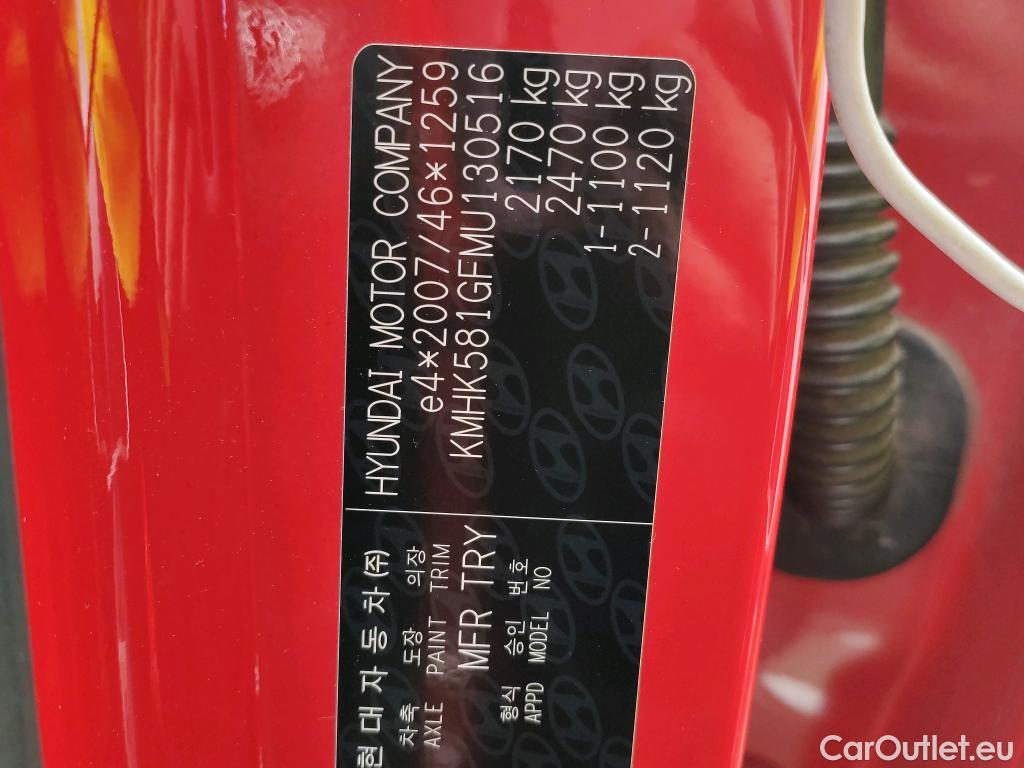 HYUNDAI MOTOR COMPANY
e4*2007/46*1259
KMHK581GFMU130516
2170 kg
2470 kg
1-1100 kg
2-1120 kg
현대자동차(주)
차축 도장 의장
AXLE PAINT TRIM
MFR TRY
형식 승인 번호
APPD MODEL NO
CarOutlet.eu